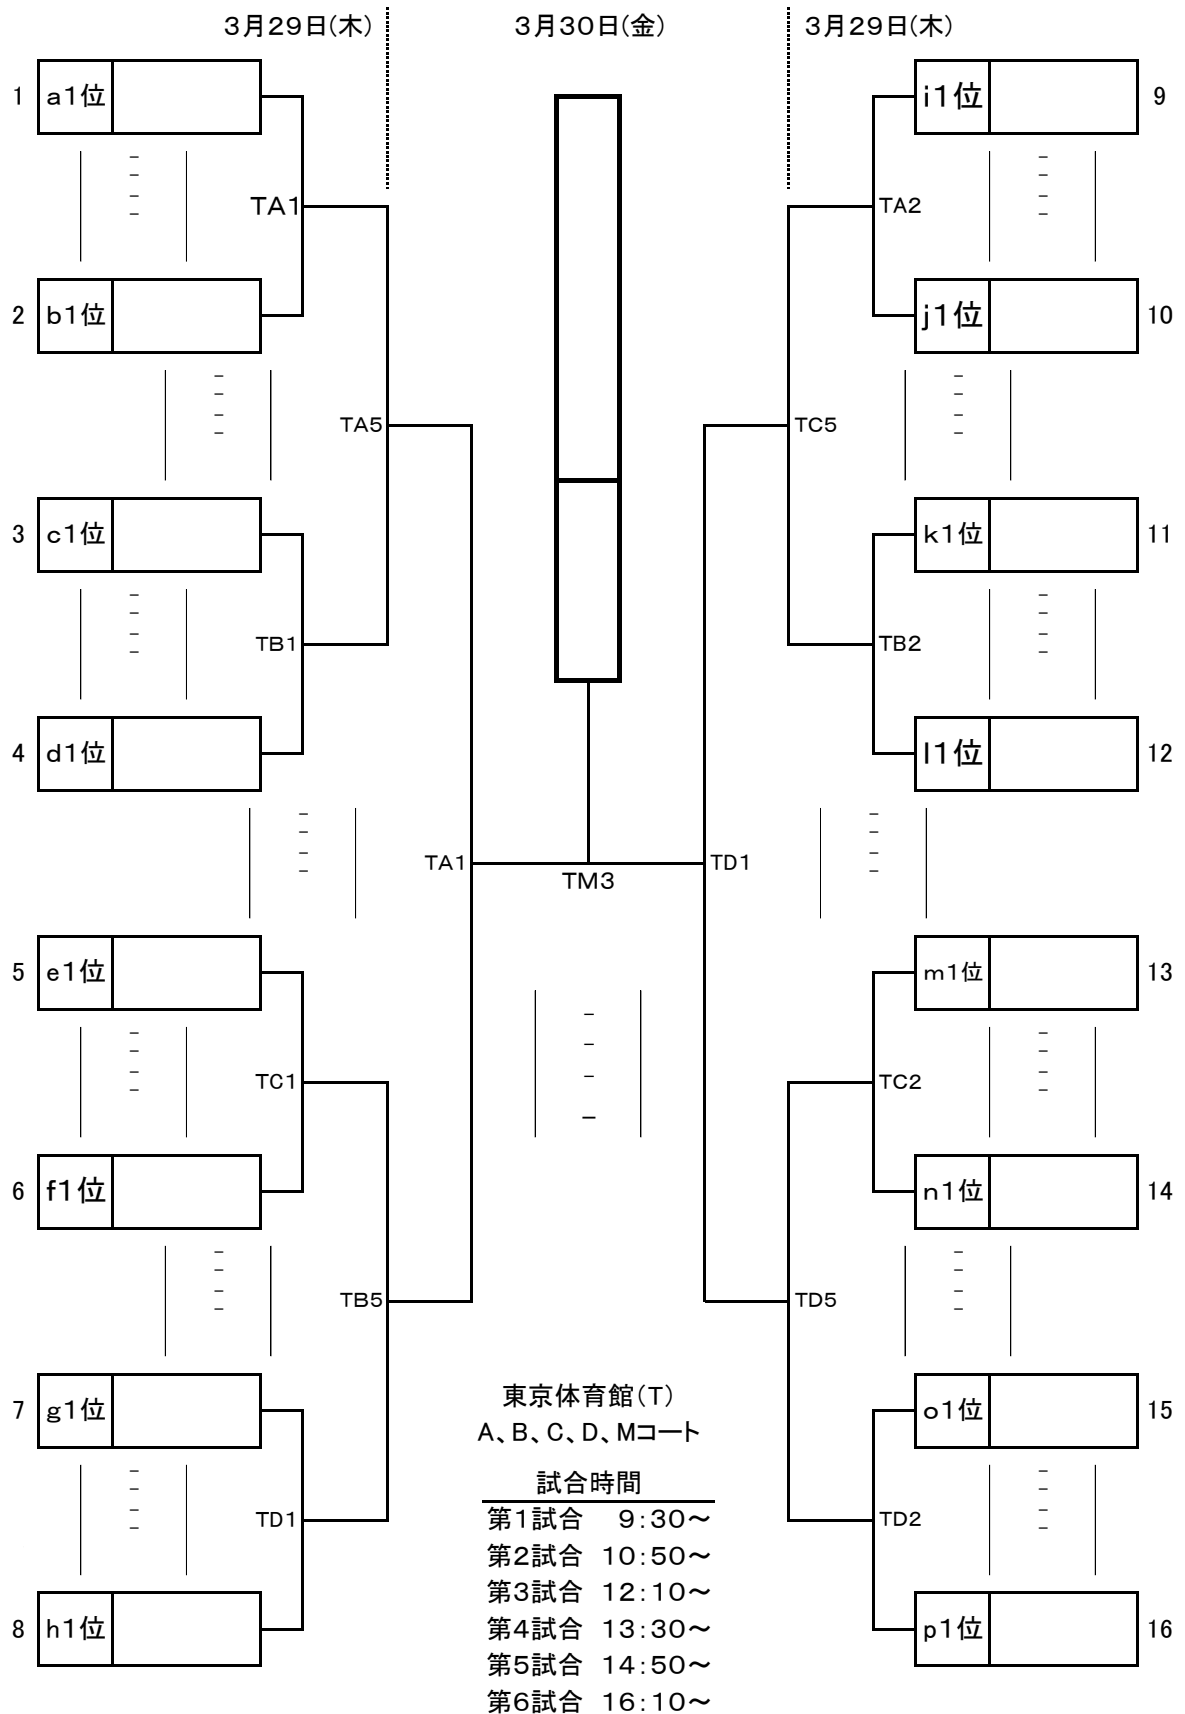 ３月２９日(木) ３月３０日(金) ３月２９日(木)
1 a１位 i１位 9
－ －
－ －
－ －
－ －
TA１ TA２
2 b１位 j１位 10
－ －
－ －
－ －
－ －
TA５ TC５
3 c１位 k１位 11
－ －
－ －
－ －
－ －
TB１ TB２
4 d１位 l１位 12
－ －
－ －
－ －
－ －
TA１ TD１
TM３
5 e１位 m１位 13
－ － －
－ － －
－ － －
－ － －
TC１ TC２
6 f１位 n１位 14
－ －
－ －
－ －
－ －
TB５ TD５
7 g１位 o１位 15
－ －
－ －
－ －
－ －
TD１ TD２
8 h１位 p１位 16
東京体育館(T)
A、B、C、D、Mコート
試合時間
第１試合 ９：３０～
第２試合 １０：５０～
第３試合 １２：１０～
第４試合 １３：３０～
第５試合 １４：５０～
第６試合 １６：１０～